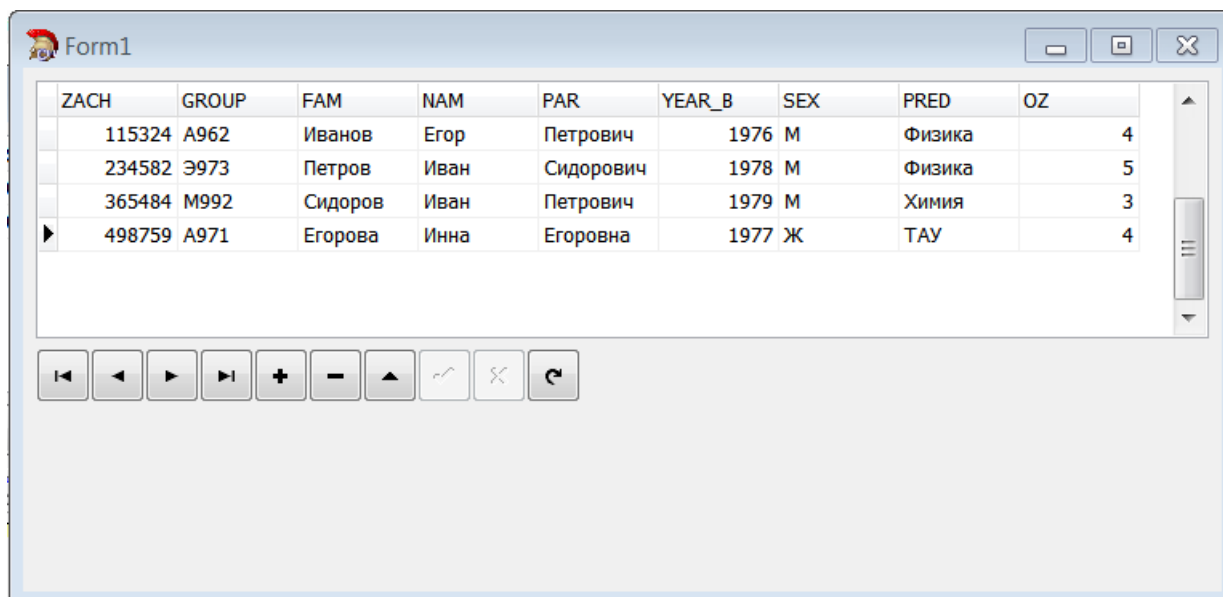 Form1
ZACH GROUP FAM NAM PAR YEAR_B SEX PRED OZ
115324 А962 Иванов Егор Петрович 1976 М Физика 4
234582 Э973 Петров Иван Сидорович 1978 М Физика 5
365484 М992 Сидоров Иван Петрович 1979 М Химия 3
498759 А971 Егорова Инна Егоровна 1977 Ж ТАУ 4